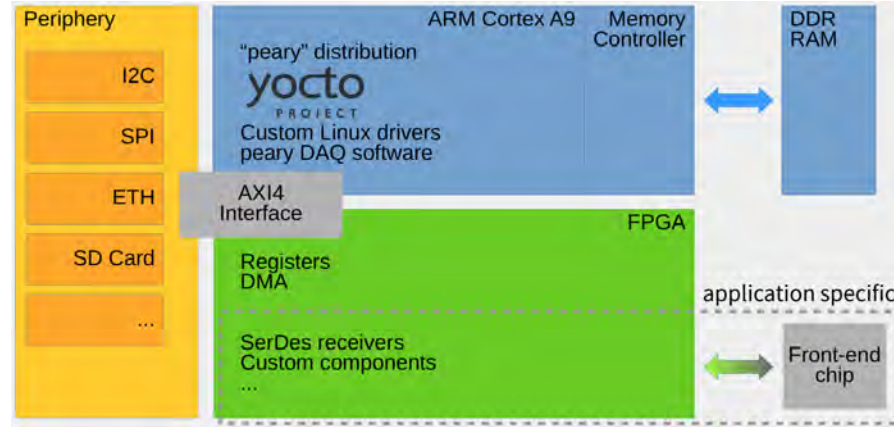 Periphery
I2C
SPI
ETH
SD Card
...
ARM Cortex A9
Memory
Controller
“peary” distribution
yocto
PROJECT
Custom Linux drivers
peary DAQ software
AXI4
Interface
DDR
RAM
FPGA
Registers
DMA
application specific
SerDes receivers
Custom components
...
Front-end
chip